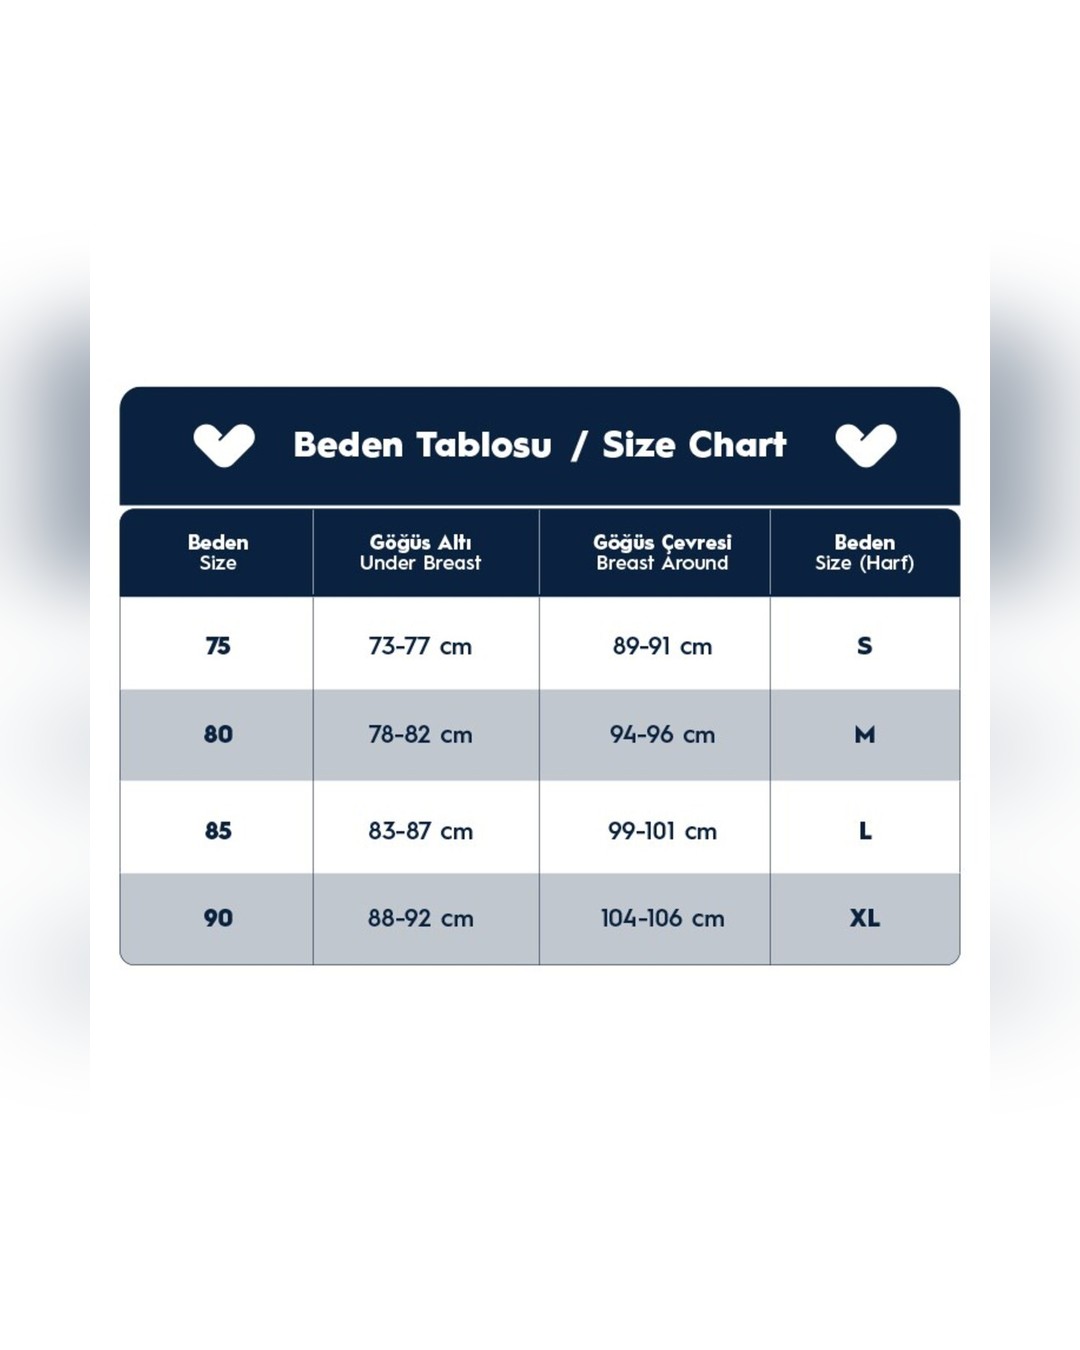 Beden Tablosu / Size Chart
Beden Göğüs Altı Göğüs Çevresi Beden
Size Under Breast Breast Around Size (Harf)
75 73-77 cm 89-91 cm S
80 78-82 cm 94-96 cm M
85 83-87 cm 99-101 cm L
90 88-92 cm 104-106 cm XL